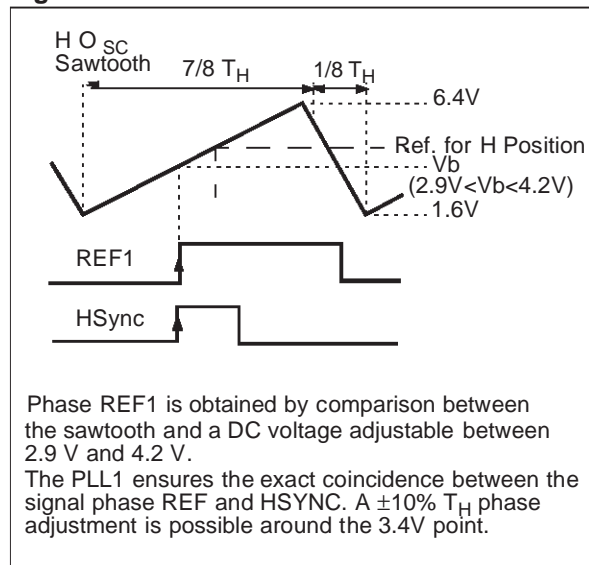 H O SC
Sawtooth
7/8 TH
1/8 TH
6.4V
Ref. for H Position
Vb
(2.9V<Vb<4.2V)
1.6V
REF1
HSync
Phase REF1 is obtained by comparison between
the sawtooth and a DC voltage adjustable between
2.9 V and 4.2 V.
The PLL1 ensures the exact coincidence between the
signal phase REF and HSYNC. A ±10% TH phase
adjustment is possible around the 3.4V point.